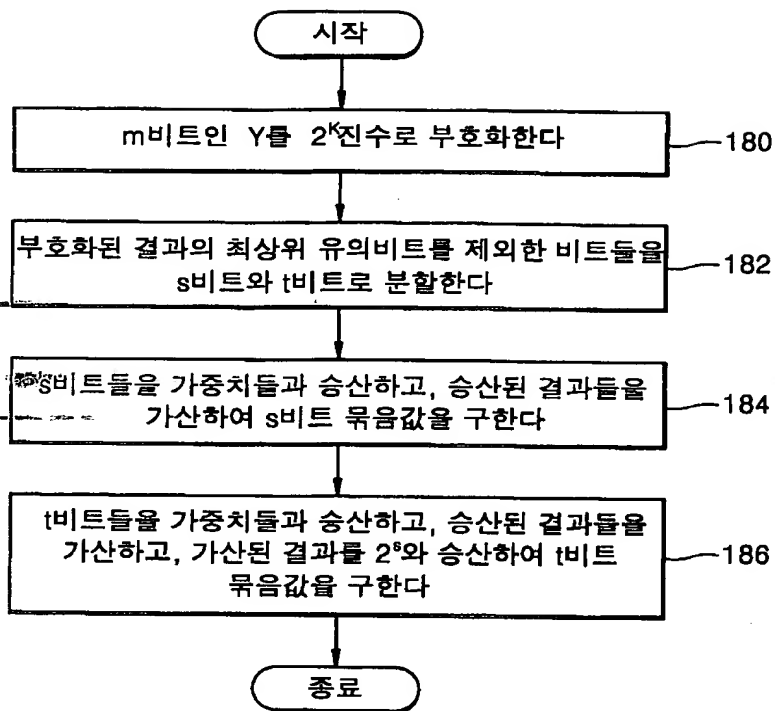 시작
m비트인 Y를 2ᴷ진수로 부호화한다
180
부호화된 결과의 최상위 유의비트를 제외한 비트들을
s비트와 t비트로 분할한다
182
s비트들을 가중치들과 승산하고, 승산된 결과들을
가산하여 s비트 묶음값을 구한다
184
t비트들을 가중치들과 승산하고, 승산된 결과들을
가산하고, 가산된 결과를 2ˢ와 승산하여 t비트
묶음값을 구한다
186
종료